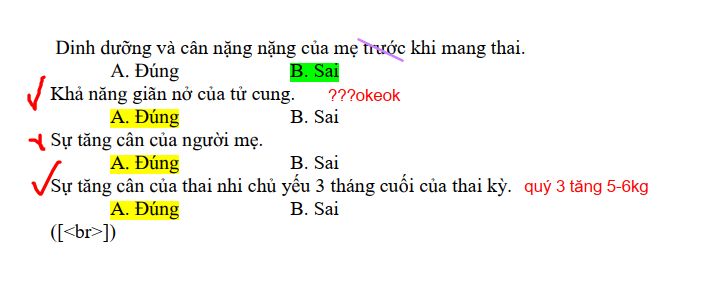 Dinh dưỡng và cân nặng nặng của mẹ trước khi mang thai.
A. Đúng B. Sai
Khả năng giãn nở của tử cung. ???okeok
A. Đúng B. Sai
Sự tăng cân của người mẹ.
A. Đúng B. Sai
Sự tăng cân của thai nhi chủ yếu 3 tháng cuối của thai kỳ. quý 3 tăng 5-6kg
A. Đúng B. Sai
([<br>])